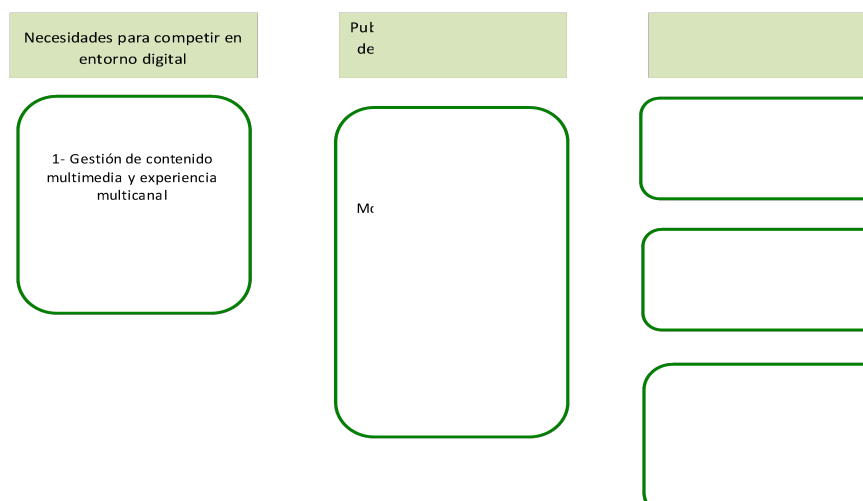 Necesidades para competir en
entorno digital
1- Gestión de contenido
multimedia y experiencia
multicanal